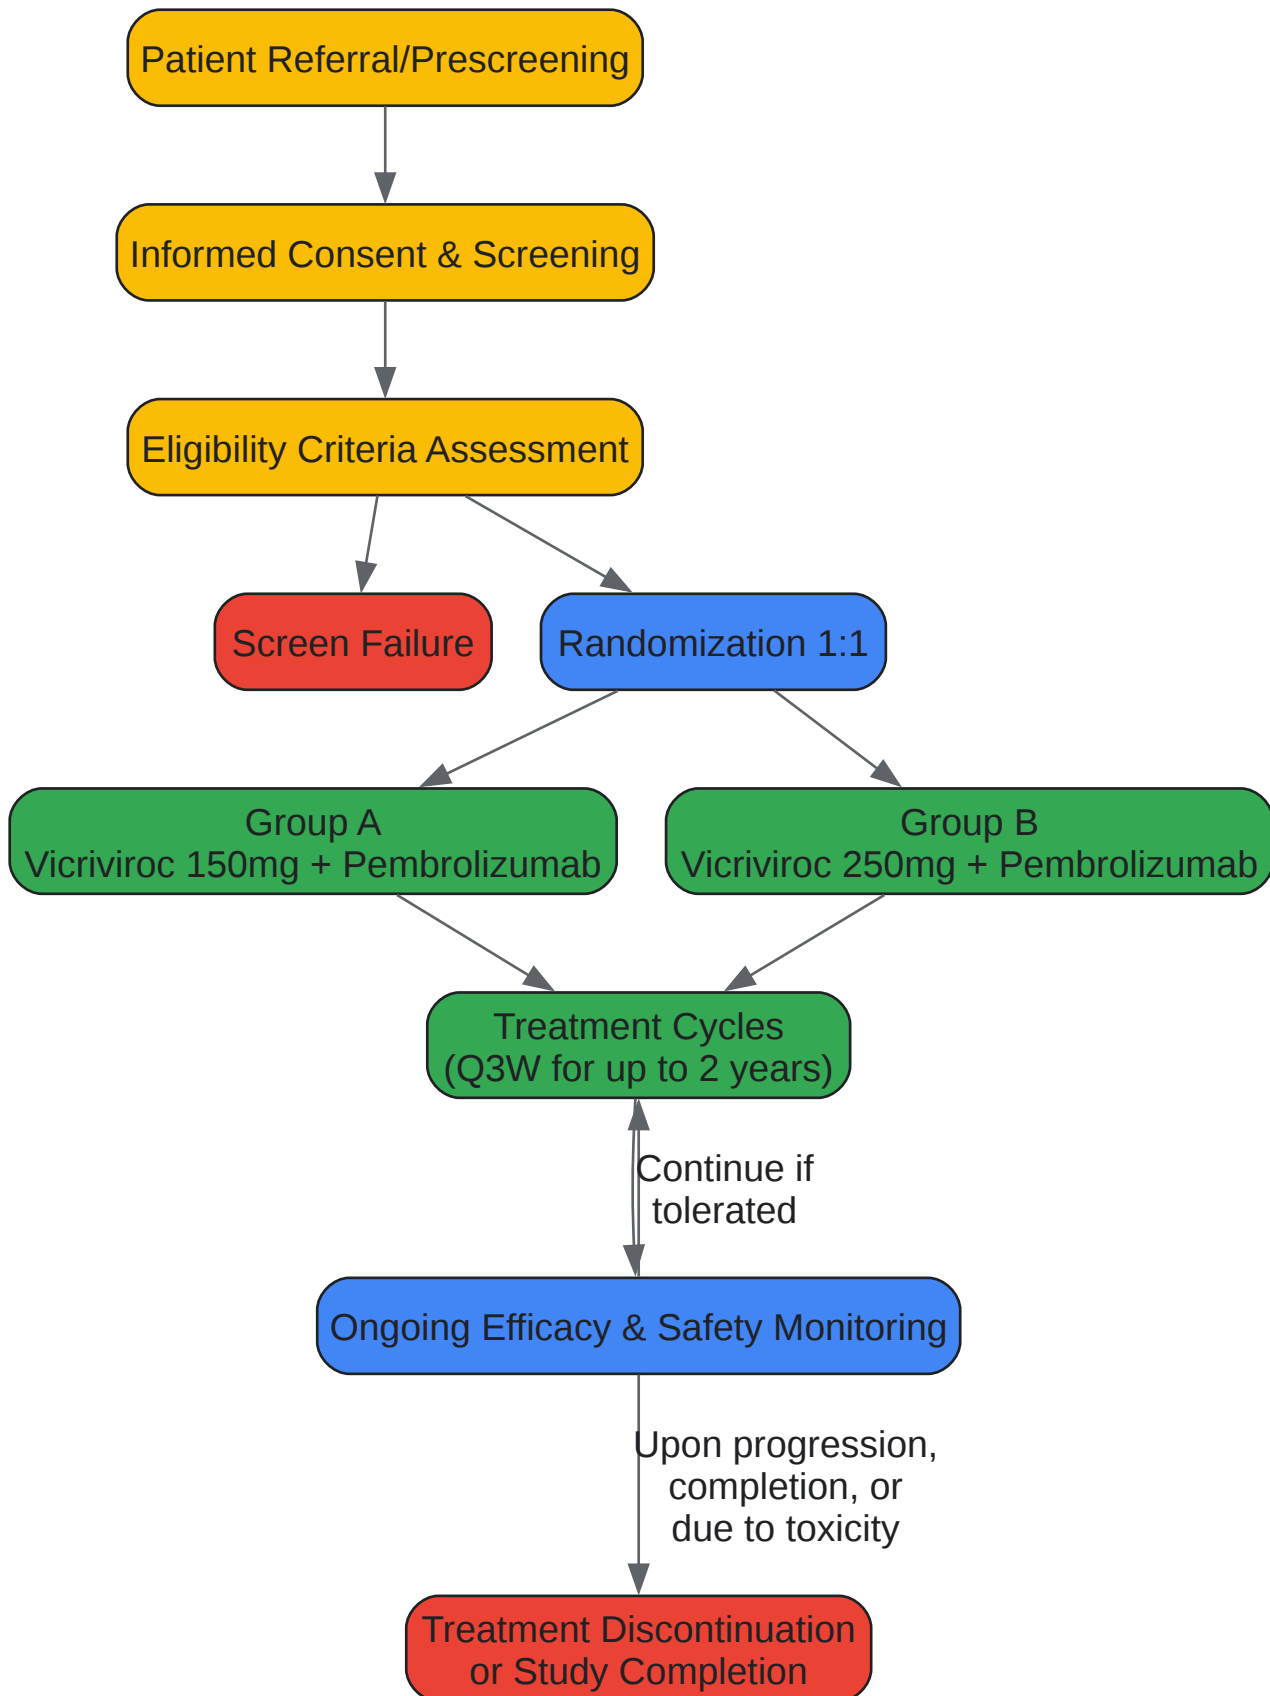 Patient Referral/Prescreening
Informed Consent & Screening
Eligibility Criteria Assessment
Screen Failure
Randomization 1:1
Group A
Vicriviroc 150mg + Pembrolizumab
Group B
Vicriviroc 250mg + Pembrolizumab
Treatment Cycles
(Q3W for up to 2 years)
Continue if
tolerated
Ongoing Efficacy & Safety Monitoring
Upon progression,
completion, or
due to toxicity
Treatment Discontinuation
or Study Completion